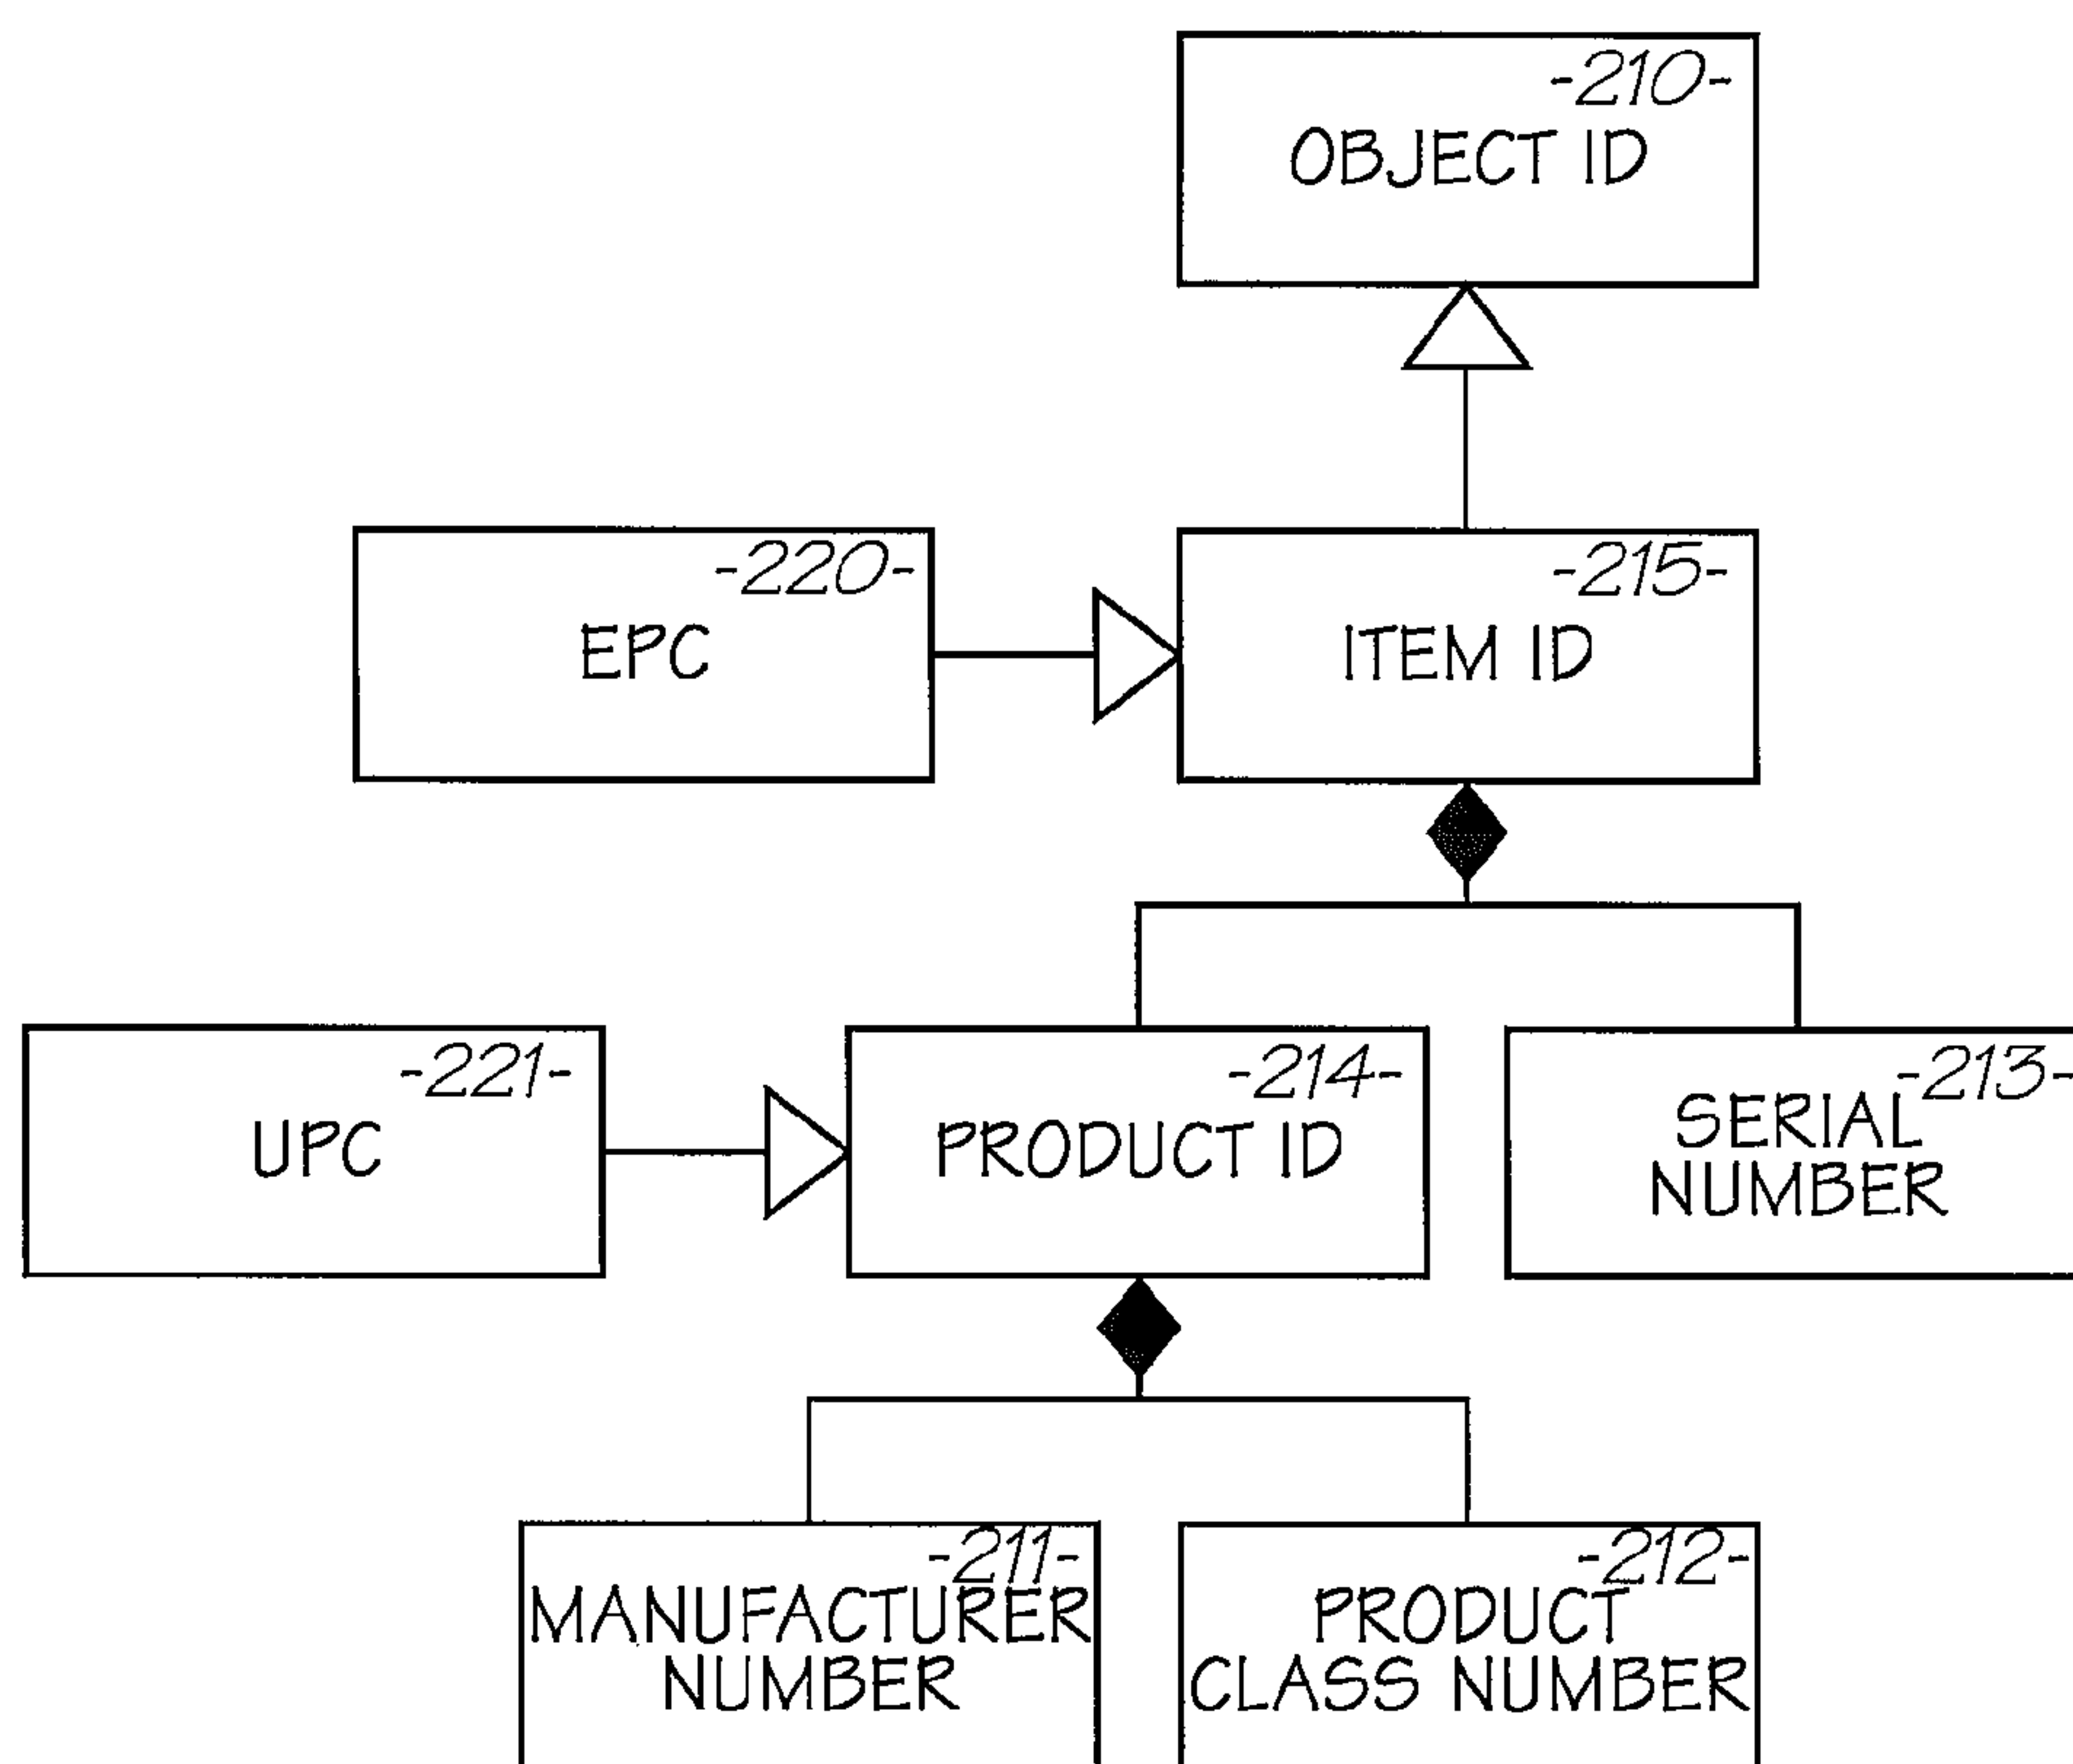 -210-
OBJECT ID
-220-
EPC
-215-
ITEM ID
-221-
UPC
-214-
PRODUCT ID
-213-
SERIAL
NUMBER
-211-
MANUFACTURER
NUMBER
-212-
PRODUCT
CLASS NUMBER